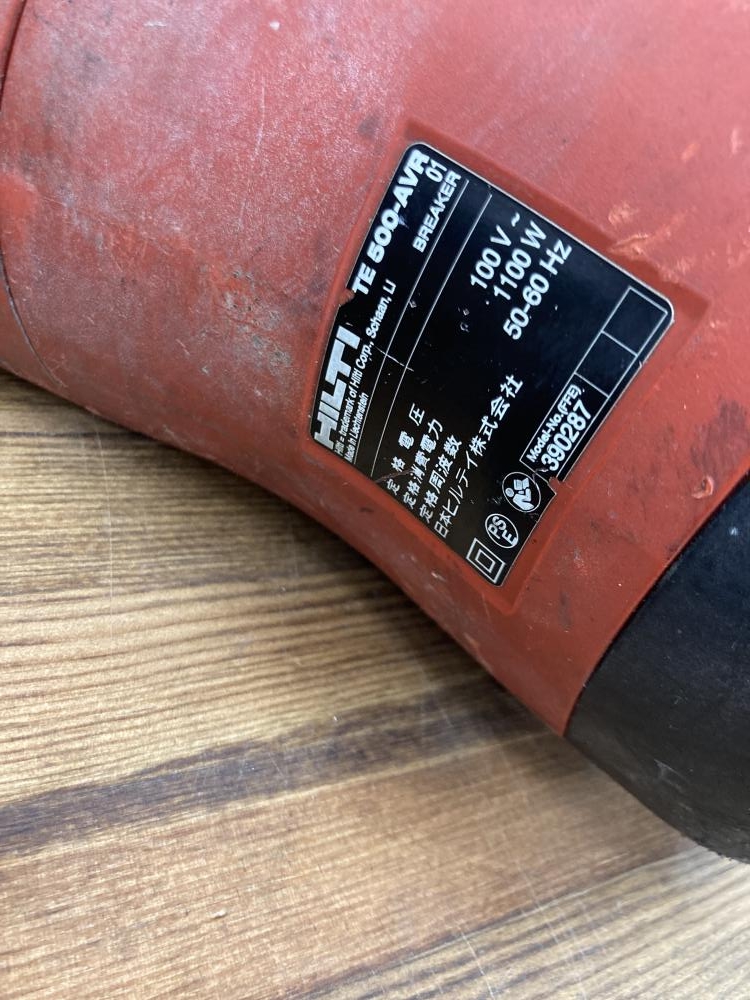 HILTI TE 500-AVR
01
Hilti = trademark of Hilti Corp., Schaan, LI
Made in Liechtenstein
BREAKER
定格電圧 100 V ~
定格消費電力 1100 W
定格周波数 50-60 Hz
日本ヒルティ株式会社
PS
E
Model-No.(FFE)
390287